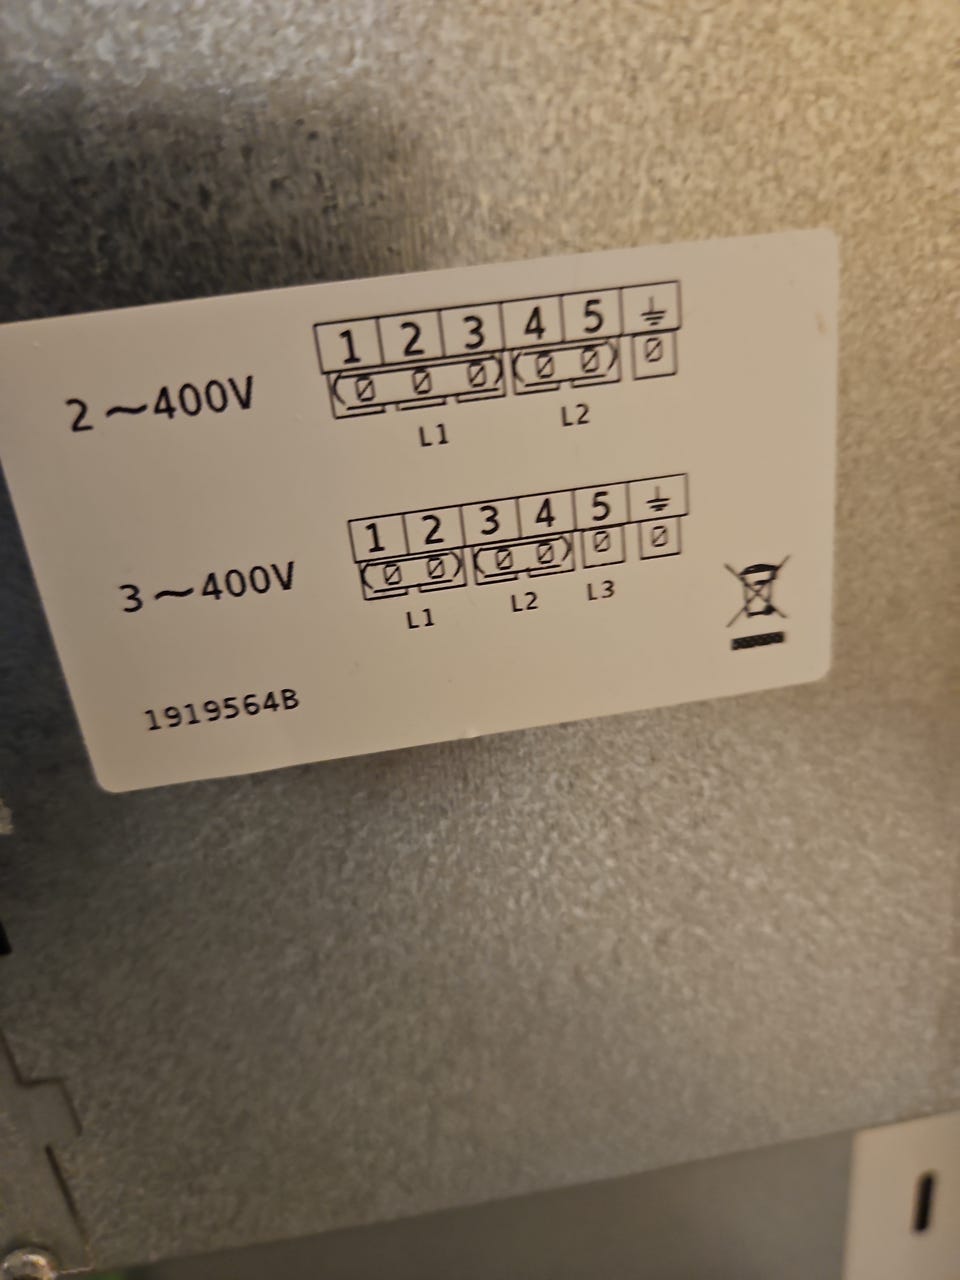 1 2 3 4 5 ⏚
2~400V
L1 L2
1 2 3 4 5 ⏚
3~400V
L1 L2 L3
1919564B